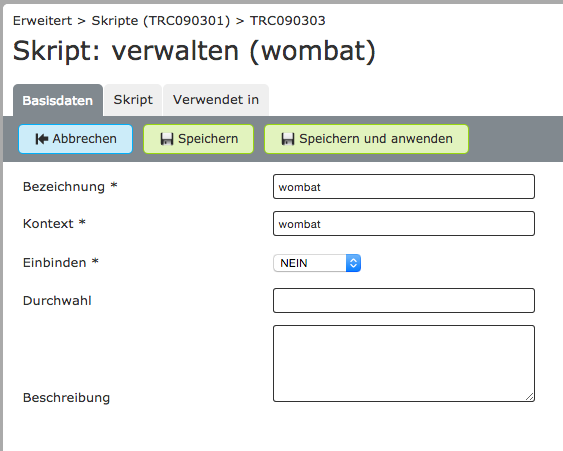 Erweitert > Skripte (TRC090301) > TRC090303
Skript: verwalten (wombat)
Basisdaten Skript Verwendet in
Abbrechen Speichern Speichern und anwenden
Bezeichnung * wombat
Kontext * wombat
Einbinden * NEIN
Durchwahl
Beschreibung